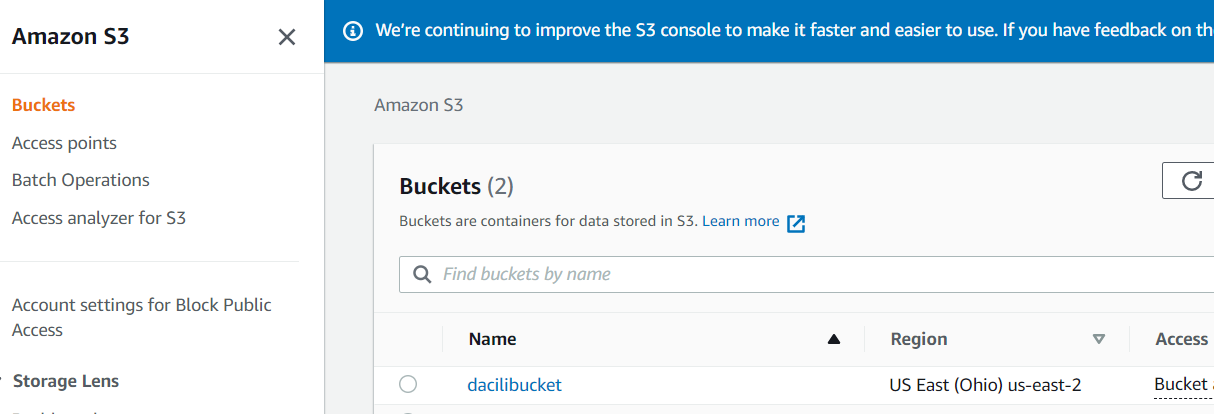 Amazon S3
We're continuing to improve the S3 console to make it faster and easier to use. If you have feedback on the
Buckets
Access points
Batch Operations
Access analyzer for S3
Account settings for Block Public
Access
Storage Lens
Amazon S3
Buckets (2)
Buckets are containers for data stored in S3. Learn more
Find buckets by name
Name Region Access
dacilibucket US East (Ohio) us-east-2 Bucket